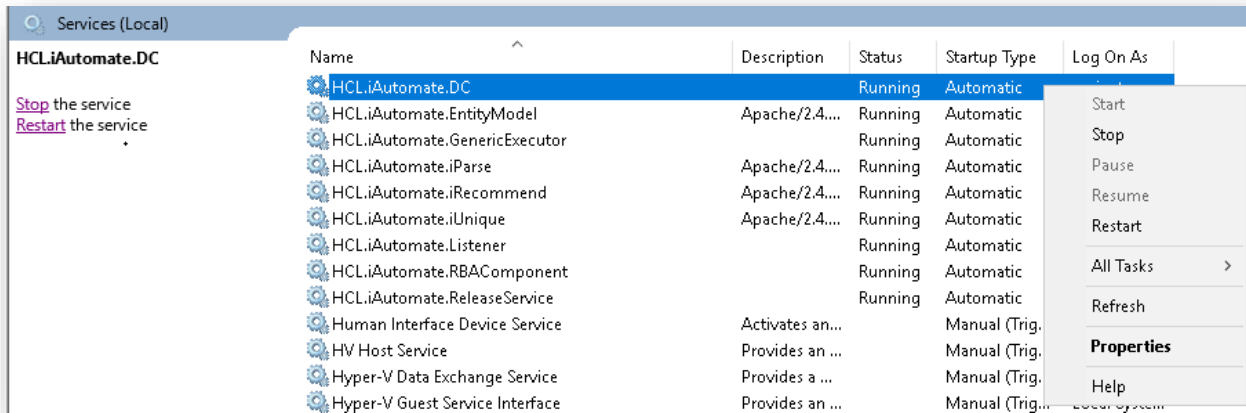 Services (Local)
HCL.iAutomate.DC
Stop the service
Restart the service
Name Description Status Startup Type Log On As
HCL.iAutomate.DC Running Automatic
HCL.iAutomate.EntityModel Apache/2.4.... Running Automatic
HCL.iAutomate.GenericExecutor Running Automatic
HCL.iAutomate.iParse Apache/2.4.... Running Automatic
HCL.iAutomate.iRecommend Apache/2.4.... Running Automatic
HCL.iAutomate.iUnique Apache/2.4.... Running Automatic
HCL.iAutomate.Listener Running Automatic
HCL.iAutomate.RBAComponent Running Automatic
HCL.iAutomate.ReleaseService Running Automatic
Human Interface Device Service Activates an... Manual (Trig.
HV Host Service Provides an ... Manual (Trig.
Hyper-V Data Exchange Service Provides a ... Manual (Trig.
Hyper-V Guest Service Interface Provides an ... Manual (Trig...
Start
Stop
Pause
Resume
Restart
All Tasks
Refresh
Properties
Help